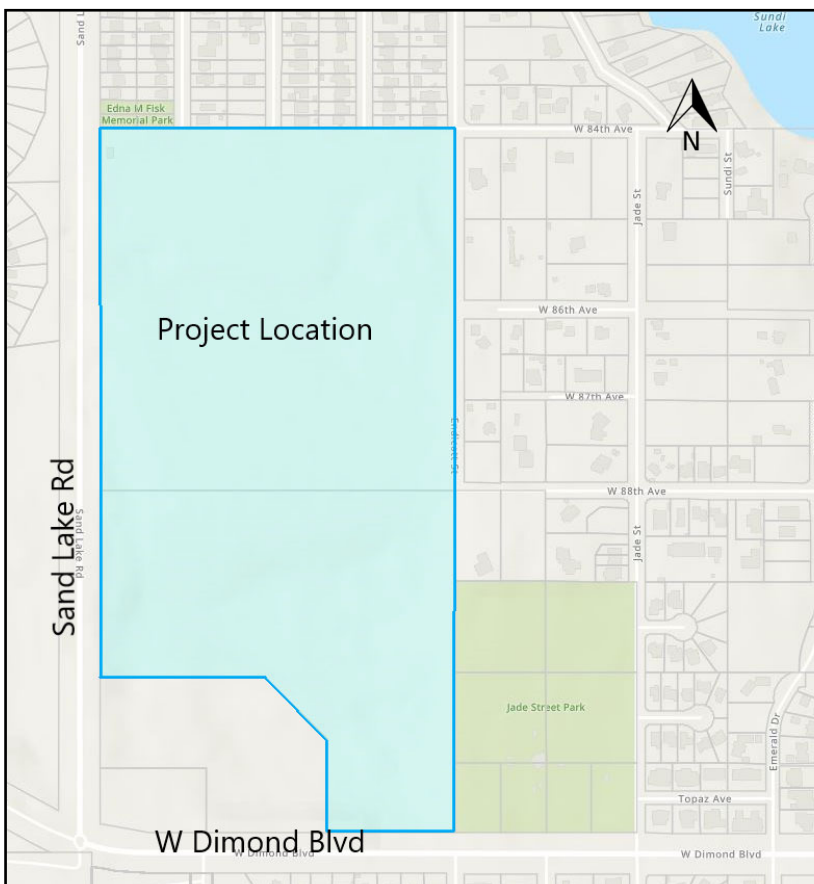 Sand L
Sundi
Lake
Edna M Fisk
Memorial Park
W 84th Ave
N
Sundi St
Jade St
W 86th Ave
Project Location
W 87th Ave
Endicott St
W 88th Ave
Sand Lake Rd
Sand Lake Rd
Jade St
Jade Street Park
Emerald Dr
Topaz Ave
W Dimond Blvd
W Dimond Blvd
W Dimond Blvd